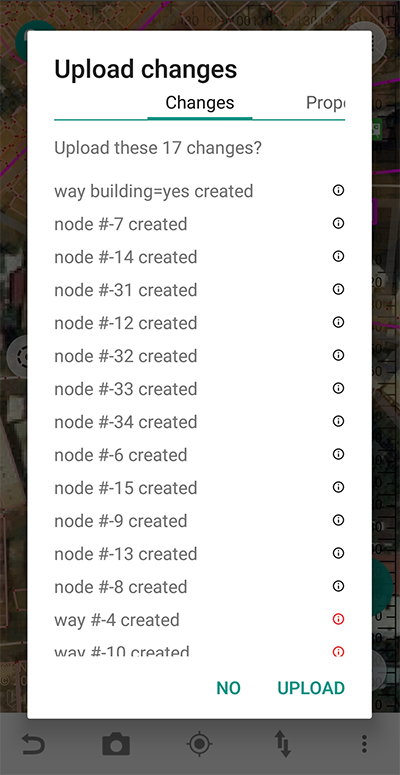 Upload changes
Changes Prope
Upload these 17 changes?
way building=yes created
node #-7 created
node #-14 created
node #-31 created
node #-12 created
node #-32 created
node #-33 created
node #-34 created
node #-6 created
node #-15 created
node #-9 created
node #-13 created
node #-8 created
way #-4 created
way #-10 created
NO UPLOAD